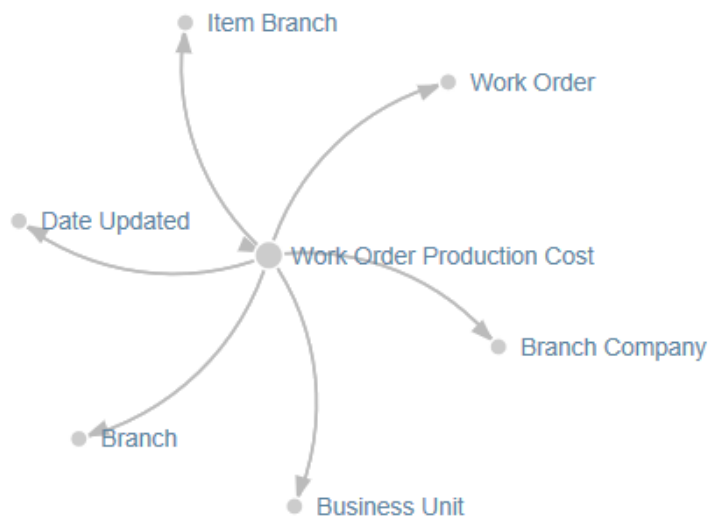 Item Branch
Work Order
Date Updated
Work Order Production Cost
Branch Company
Branch
Business Unit